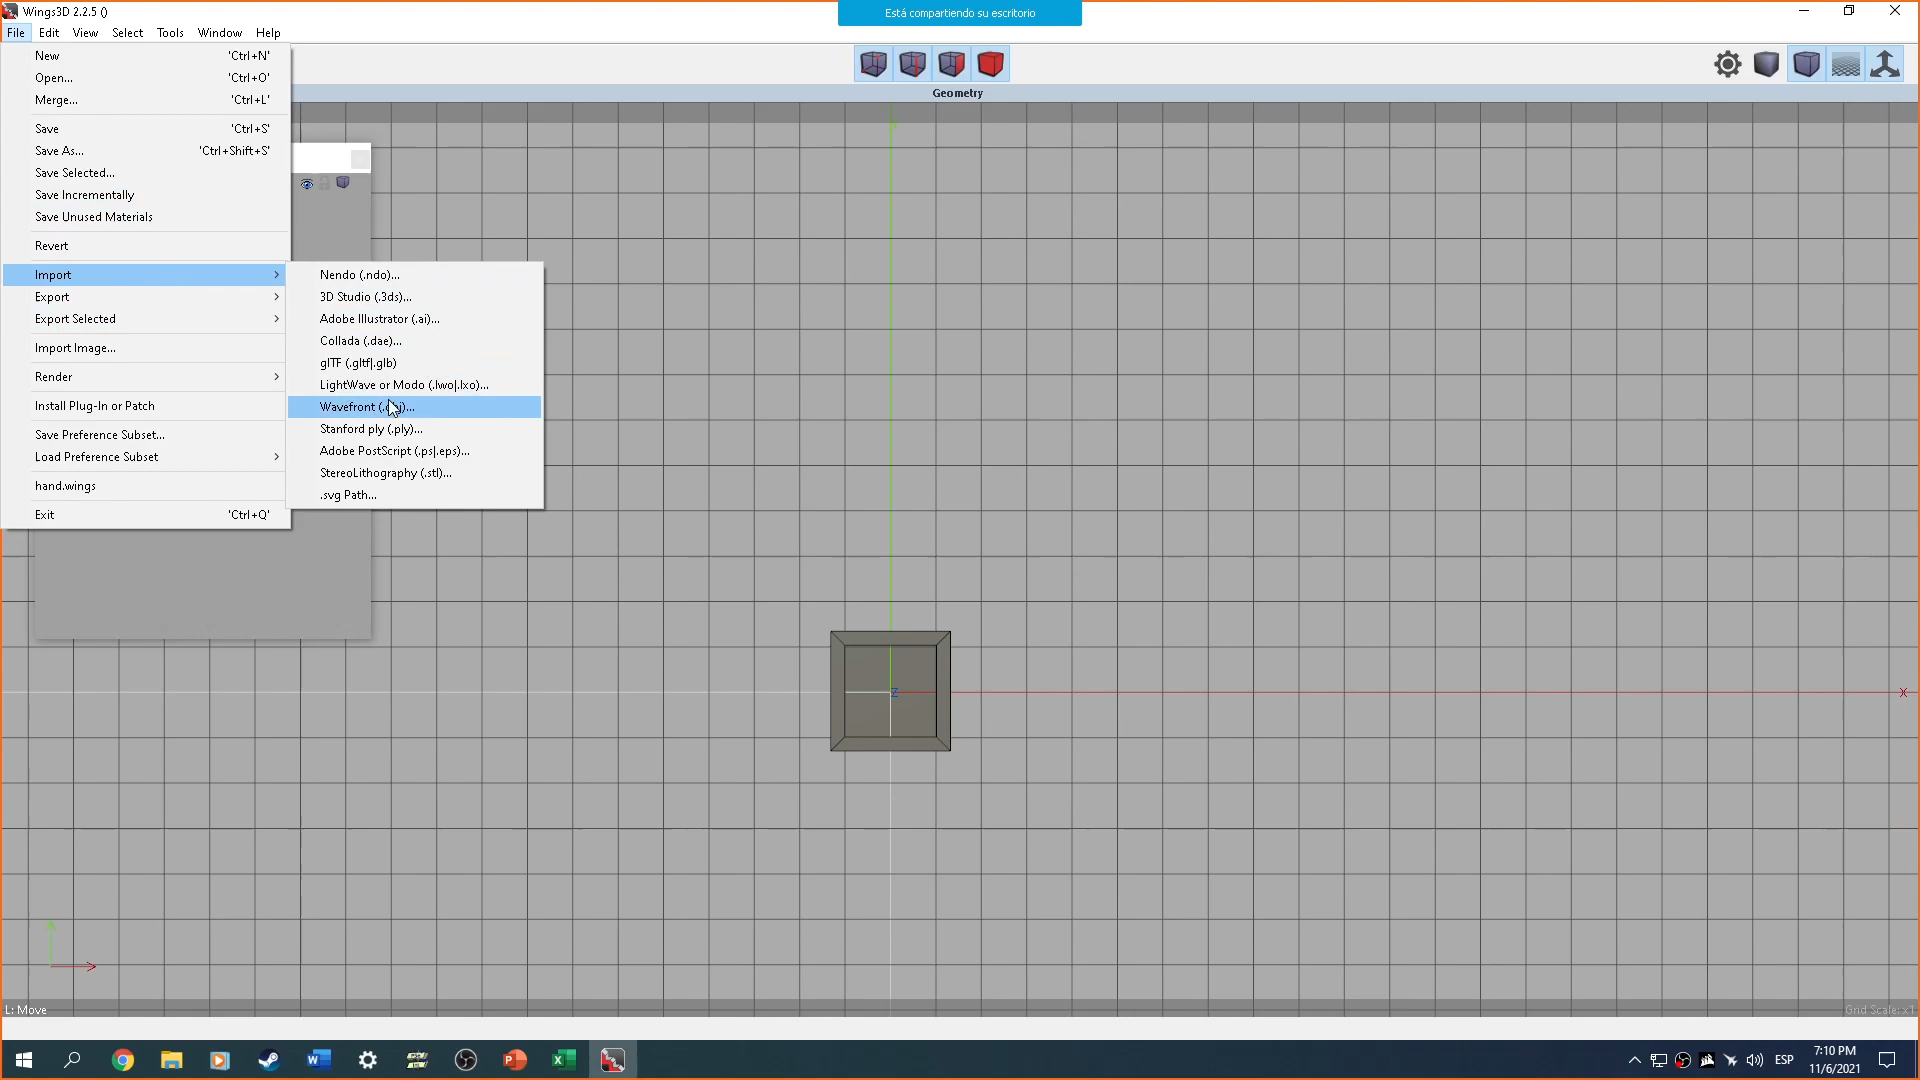 Wings3D 2.2.5 ()
Está compartiendo su escritorio
File Edit View Select Tools Window Help
New 'Ctrl+N'
Open... 'Ctrl+O'
Merge... 'Ctrl+L'
Save 'Ctrl+S'
Save As... 'Ctrl+Shift+S'
Save Selected...
Save Incrementally
Save Unused Materials
Revert
Import
Export
Export Selected
Import Image...
Render
Install Plug-In or Patch
Save Preference Subset...
Load Preference Subset
hand.wings
Exit 'Ctrl+Q'
Nendo (.ndo)...
3D Studio (.3ds)...
Adobe Illustrator (.ai)...
Collada (.dae)...
glTF (.gltf|.glb)
LightWave or Modo (.lwo|.lxo)...
Wavefront
Stanford ply (.ply)...
Adobe PostScript (.ps|.eps)...
StereoLithography (.stl)...
.svg Path...
Geometry
Z
X
L: Move
Grid Scale: x1
ESP
7:10 PM
11/6/2021